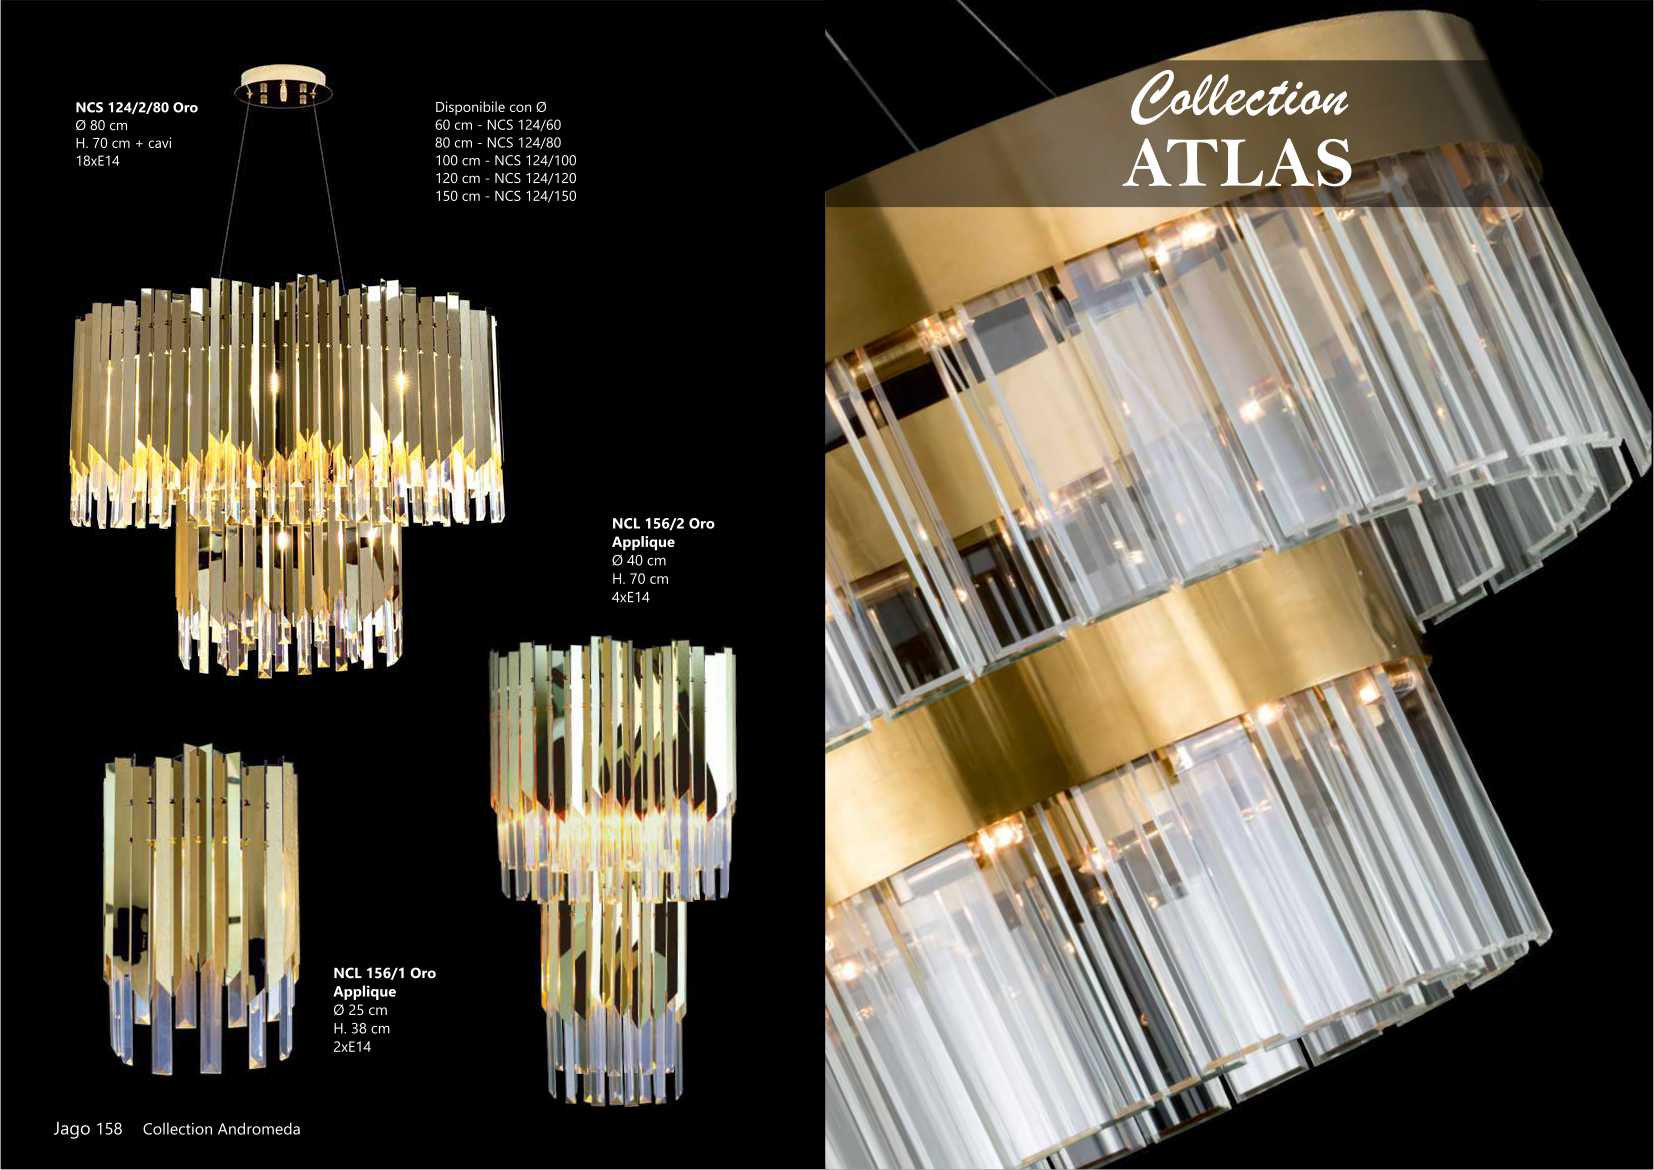 NCS 124/2/80 Oro
Ø 80 cm
H. 70 cm + cavi
18xE14
Disponibile con Ø
60 cm - NCS 124/60
80 cm - NCS 124/80
100 cm - NCS 124/100
120 cm - NCS 124/120
150 cm - NCS 124/150
NCL 156/2 Oro
Applique
Ø 40 cm
H. 70 cm
4xE14
NCL 156/1 Oro
Applique
Ø 25 cm
H. 38 cm
2xE14
Jago 158 Collection Andromeda
Collection
ATLAS